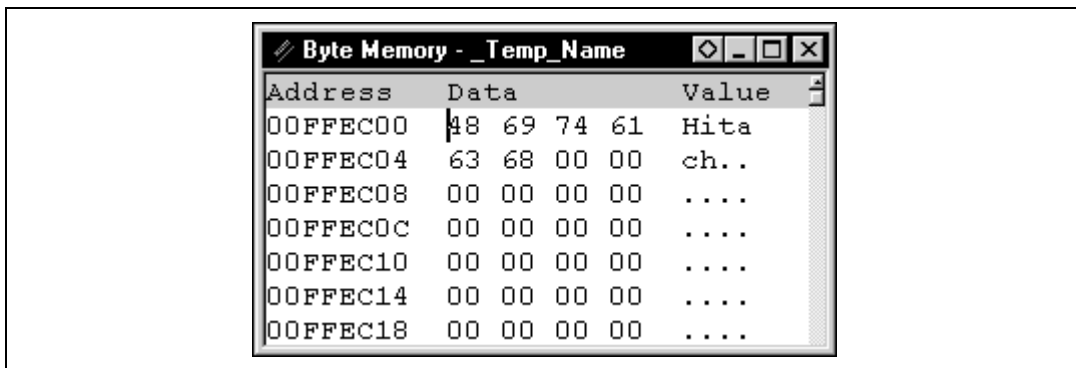 Byte Memory - _Temp_Name
Address Data Value
00FFEC00 48 69 74 61 Hita
00FFEC04 63 68 00 00 ch..
00FFEC08 00 00 00 00 ....
00FFEC0C 00 00 00 00 ....
00FFEC10 00 00 00 00 ....
00FFEC14 00 00 00 00 ....
00FFEC18 00 00 00 00 ....